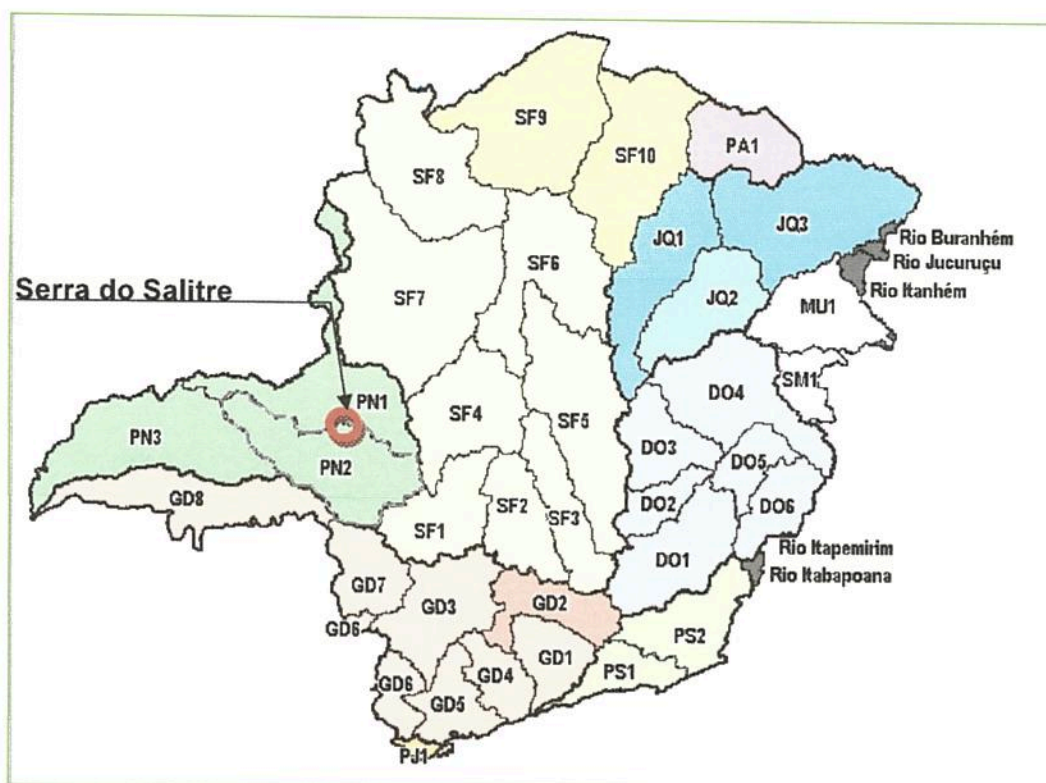 SF9
SF10
PA1
SF8
JQ3
JQ1
Rio Buranhém
Rio Jucuruçu
SF6
Rio Itanhém
Serra do Salitre
SF7
JQ2
MU1
SM1
PN1
DO4
SF4
SF5
PN3
DO3
PN2
DO5
GD8
DO2
DO6
SF2
SF3
SF1
Rio Itapemirim
DO1
Rio Itabapoana
GD7
GD3
GD2
GD6
PS2
GD1
PS1
GD6
GD4
GD5
PJ1